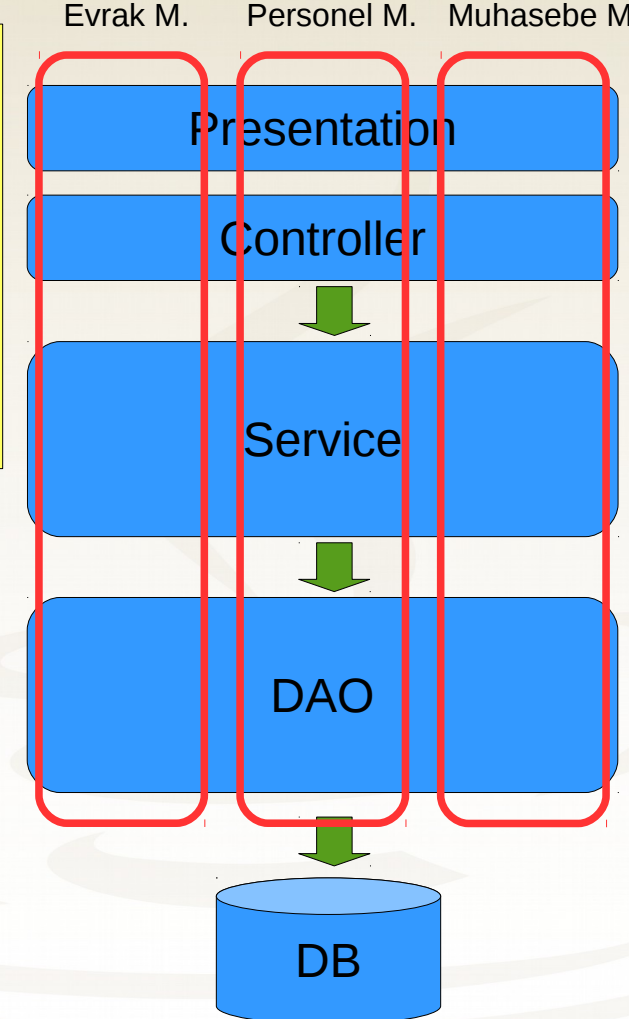 Evrak M. Personel M. Muhasebe M
Presentation
Controller
Service
DAO
DB